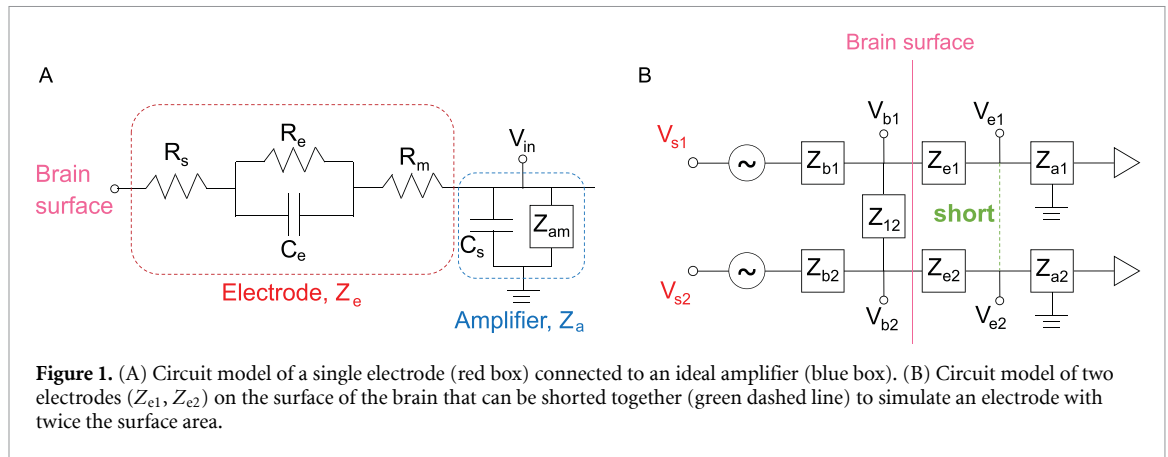 A
R_s
R_e
C_e
R_m
V_in
Brain
surface
C_s
Z_am
Electrode, Z_e
Amplifier, Z_a
B
Brain surface
V_b1
V_e1
V_s1
~
Z_b1
Z_e1
Z_a1
Z_12
short
V_s2
~
Z_b2
Z_e2
Z_a2
V_b2
V_e2
Figure 1. (A) Circuit model of a single electrode (red box) connected to an ideal amplifier (blue box). (B) Circuit model of two
electrodes (Z_e1, Z_e2) on the surface of the brain that can be shorted together (green dashed line) to simulate an electrode with
twice the surface area.